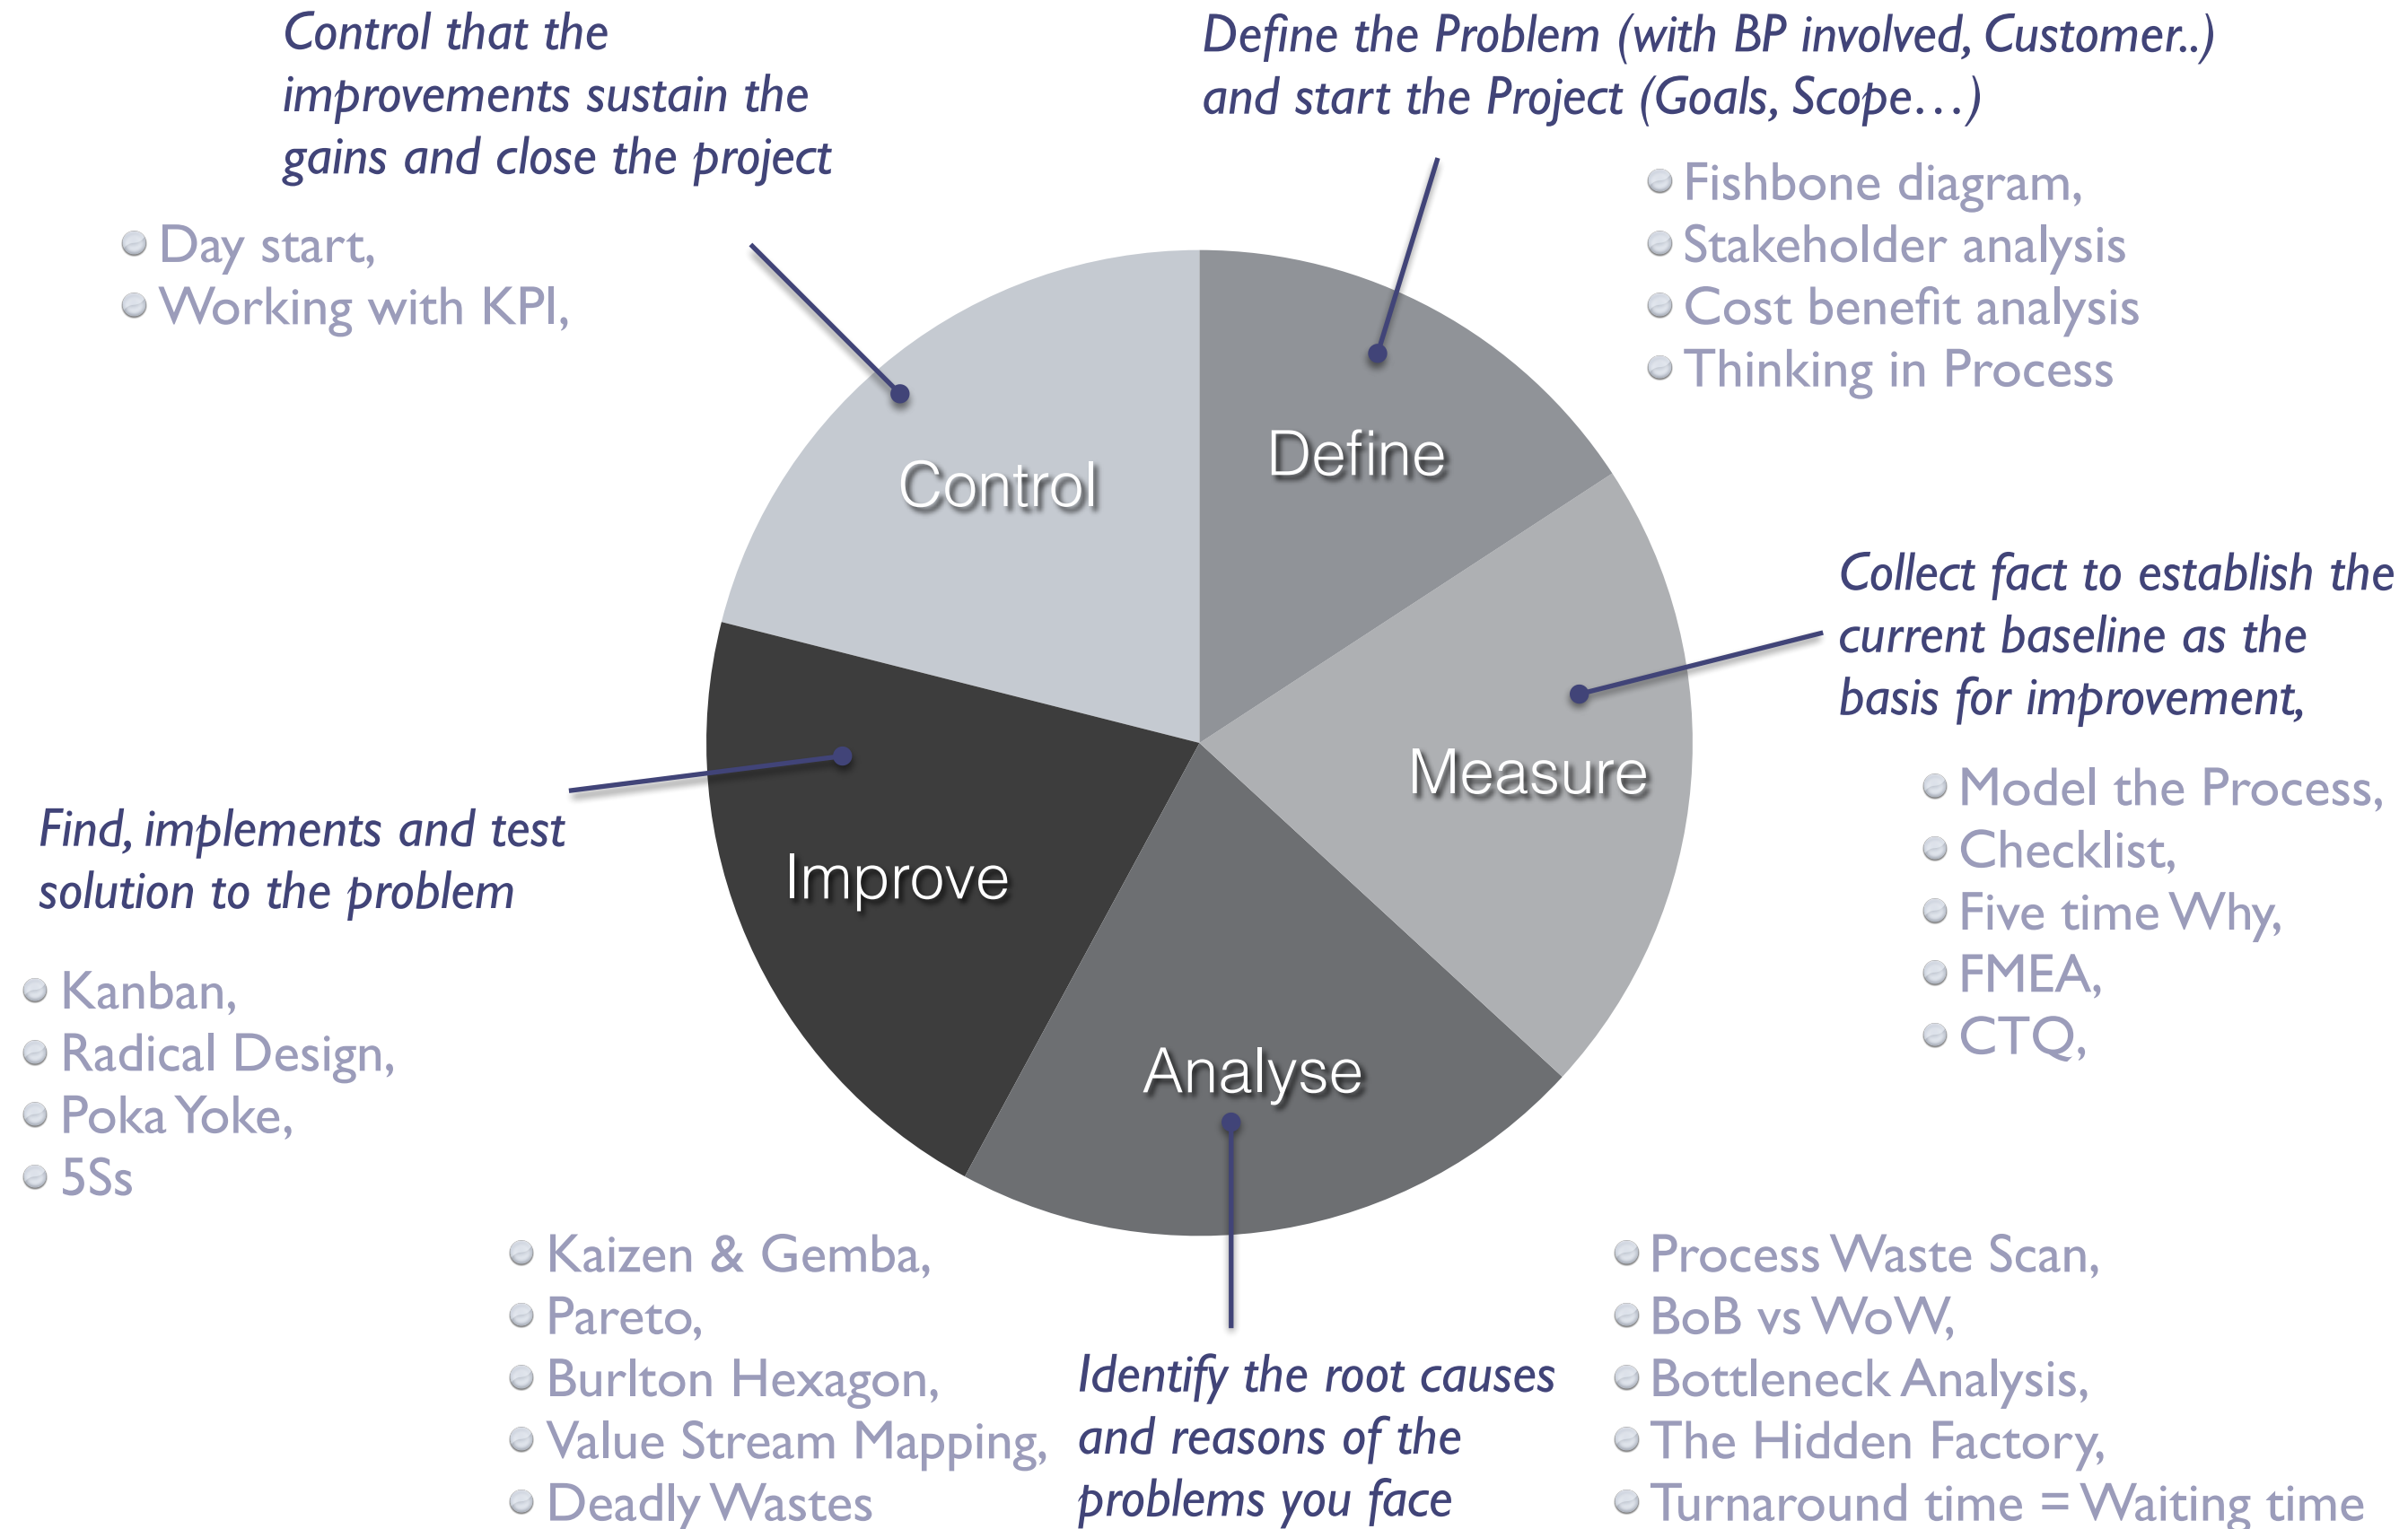 Control that the
improvements sustain the
gains and close the project
Day start,
Working with KPI,
Define the Problem (with BP involved, Customer..)
and start the Project (Goals, Scope…)
Fishbone diagram,
Stakeholder analysis
Cost benefit analysis
Thinking in Process
Control
Define
Measure
Analyse
Improve
Collect fact to establish the
current baseline as the
basis for improvement,
Model the Process,
Checklist,
Five time Why,
FMEA,
CTQ,
Find, implements and test
solution to the problem
Kanban,
Radical Design,
Poka Yoke,
5Ss
Kaizen & Gemba,
Pareto,
Burlton Hexagon,
Value Stream Mapping,
Deadly Wastes
Identify the root causes
and reasons of the
problems you face
Process Waste Scan,
BoB vs WoW,
Bottleneck Analysis,
The Hidden Factory,
Turnaround time = Waiting time